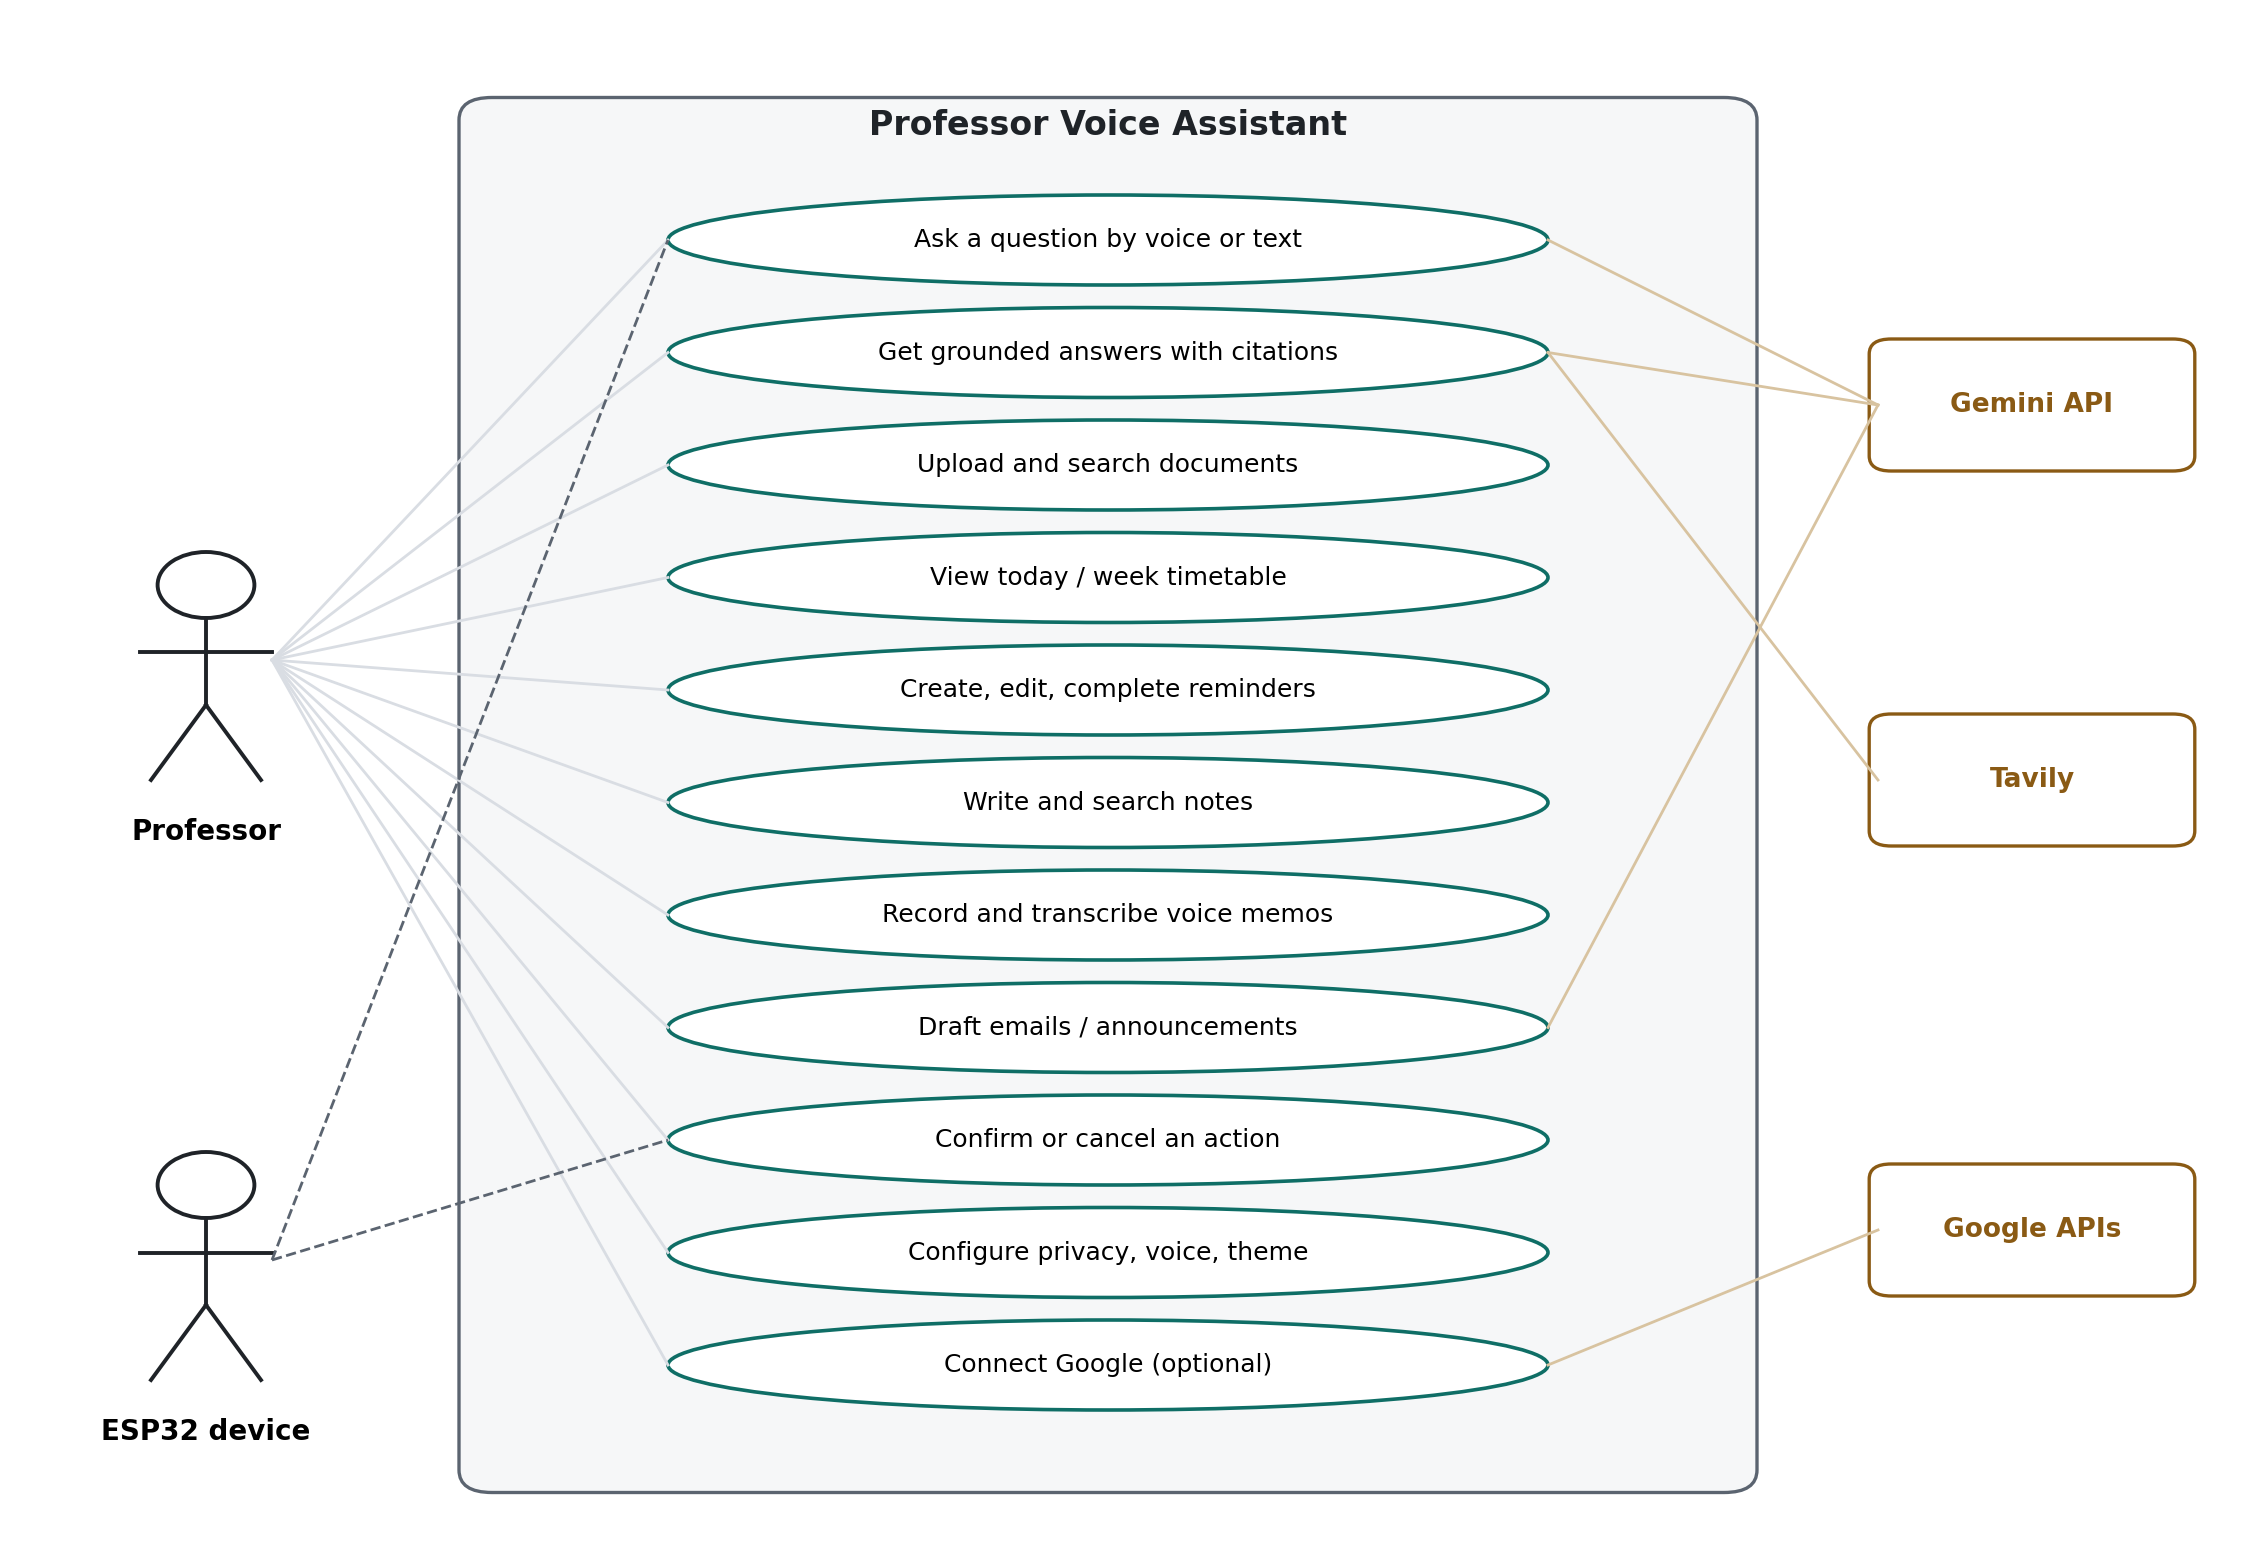 Professor Voice Assistant
Ask a question by voice or text
Get grounded answers with citations
Upload and search documents
View today / week timetable
Create, edit, complete reminders
Write and search notes
Record and transcribe voice memos
Draft emails / announcements
Confirm or cancel an action
Configure privacy, voice, theme
Connect Google (optional)
Professor
ESP32 device
Gemini API
Tavily
Google APIs